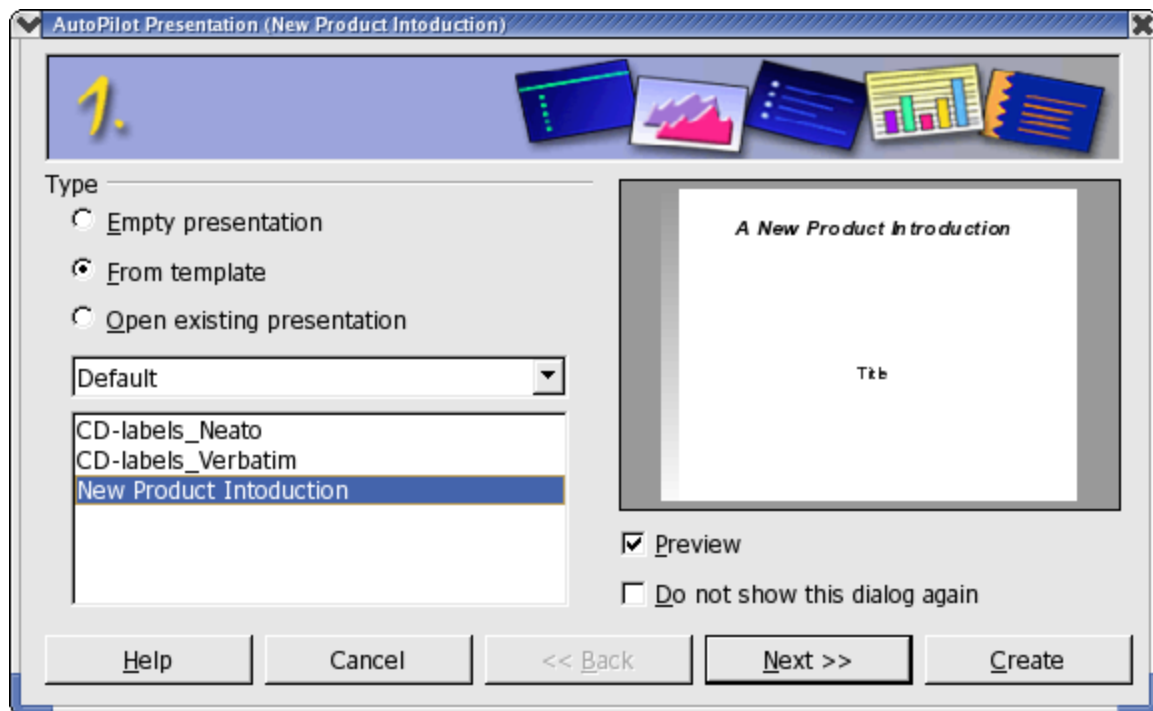 AutoPilot Presentation (New Product Intoduction)
1.
Type
Empty presentation
From template
Open existing presentation
Default
CD-labels_Neato
CD-labels_Verbatim
New Product Intoduction
A New Product Introduction
Title
Preview
Do not show this dialog again
Help
Cancel
<< Back
Next >>
Create